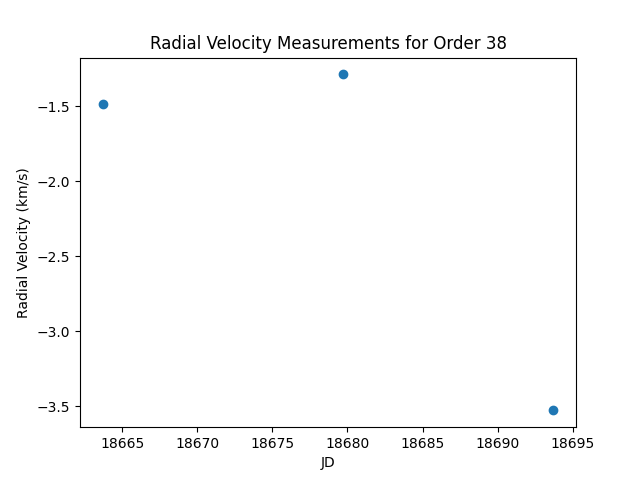 Radial Velocity Measurements for Order 38
Radial Velocity (km/s)
−1.5
−2.0
−2.5
−3.0
−3.5
18665 18670 18675 18680 18685 18690 18695
JD